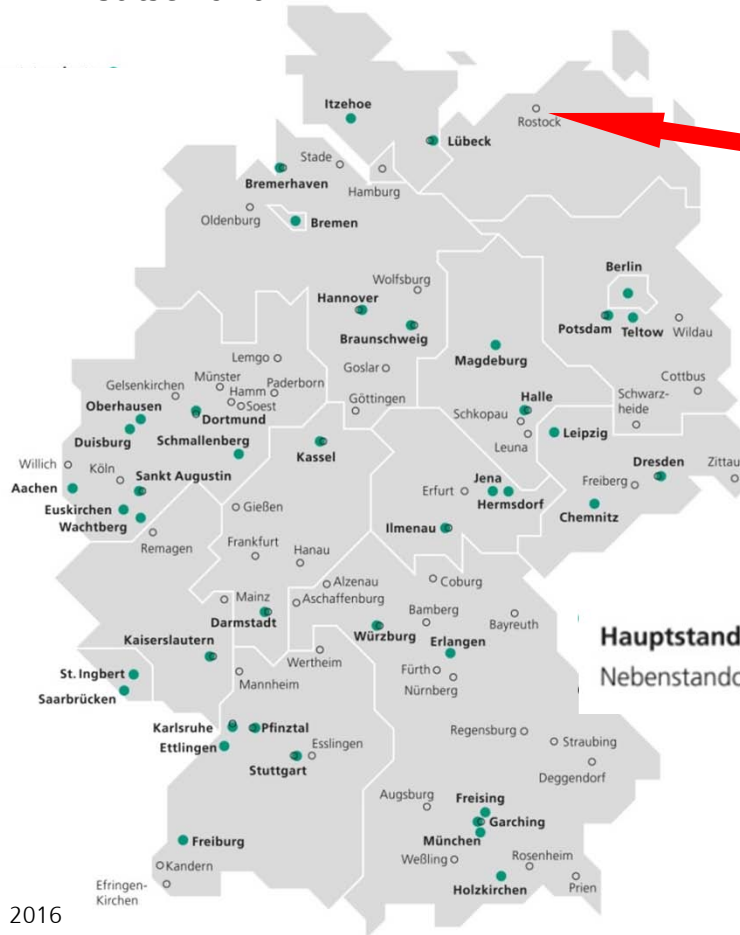 Itzehoe
Rostock
Lübeck
Stade
Bremerhaven
Hamburg
Oldenburg
Bremen
Berlin
Wolfsburg
Hannover
Potsdam
Teltow
Wildau
Braunschweig
Magdeburg
Lemgo
Goslar
Cottbus
Münster
Paderborn
Gelsenkirchen
Hamm
Göttingen
Halle
Schwarz-
heide
Oberhausen
Soest
Dortmund
Schkopau
Duisburg
Leipzig
Schmallenberg
Kassel
Leuna
Willich
Köln
Sankt Augustin
Jena
Dresden
Zittau
Aachen
Erfurt
Freiberg
Euskirchen
Gießen
Hermsdorf
Chemnitz
Wachtberg
Ilmenau
Remagen
Frankfurt
Hanau
Alzenau
Coburg
Mainz
Aschaffenburg
Bamberg
Bayreuth
Darmstadt
Würzburg
Kaiserslautern
Erlangen
Hauptstand
Wertheim
St. Ingbert
Mannheim
Fürth
Nebenstando
Nürnberg
Saarbrücken
Karlsruhe
Pfinztal
Regensburg
Straubing
Ettlingen
Esslingen
Stuttgart
Deggendorf
Augsburg
Freising
Garching
Freiburg
München
Weßling
Rosenheim
Kandern
Holzkirchen
Prien
Efringen-
Kirchen
2016